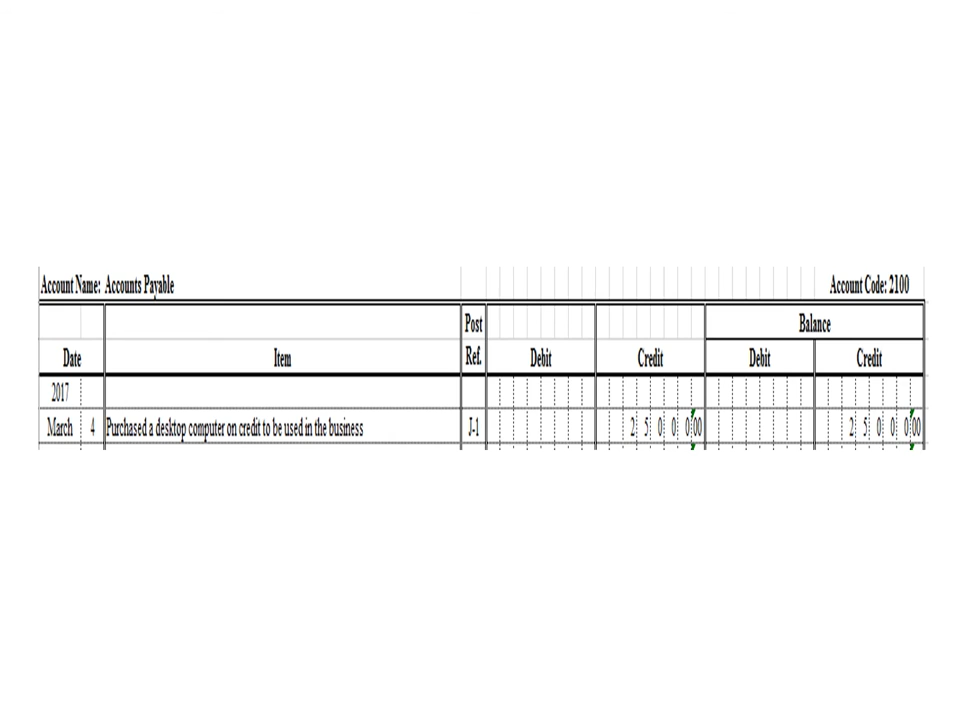 Account Name: Accounts Payable Account Code: 2100
Post Balance
Date Item Ref. Debit Credit Debit Credit
2017
March 4 Purchased a desktop computer on credit to be used in the business J-1 2 5 0 0 0 00 2 5 0 0 0 00